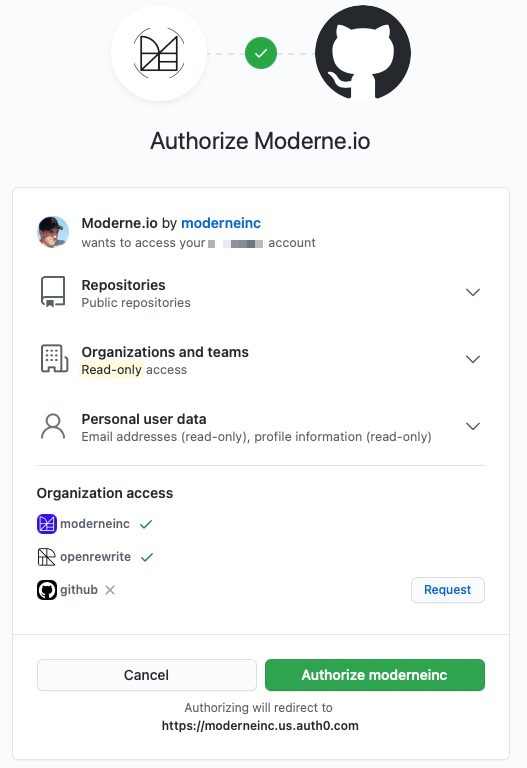 Authorize Moderne.io
Moderne.io by moderneinc
wants to access your account
Repositories
Public repositories
Organizations and teams
Read-only access
Personal user data
Email addresses (read-only), profile information (read-only)
Organization access
moderneinc
openrewrite
github
Request
Cancel
Authorize moderneinc
Authorizing will redirect to
https://moderneinc.us.auth0.com